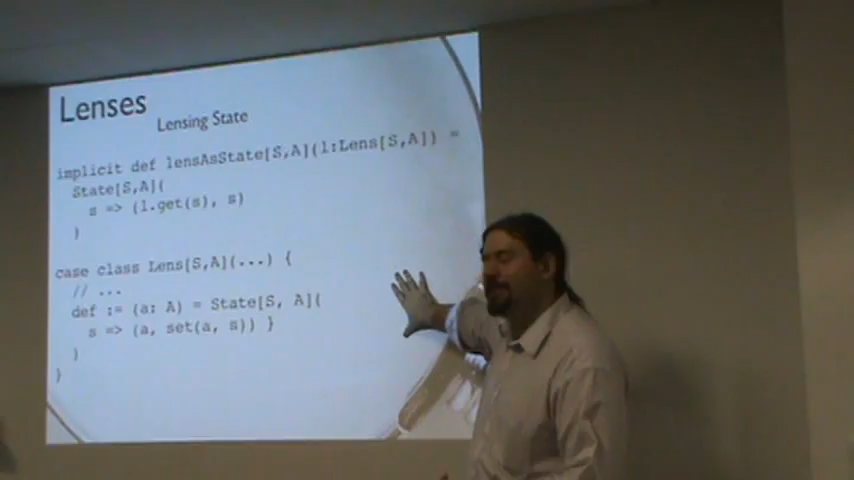 Lenses
Lensing State
implicit def lensAsState[S,A](l:Lens[S,A]) =
State[S,A](
s => (l.get(s), s)
)
case class Lens[S,A](...) {
// ...
def := (a: A) = State[S, A](
s => (a, set(a, s)) }
)
}